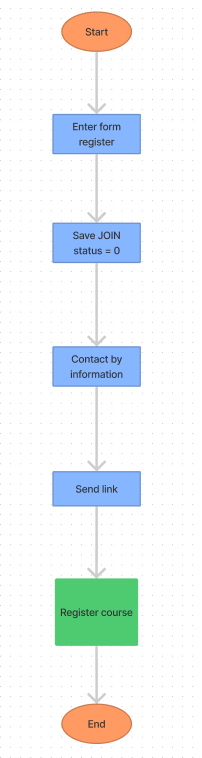 Start
Enter form
register
Save JOIN
status = 0
Contact by
information
Send link
Register course
End